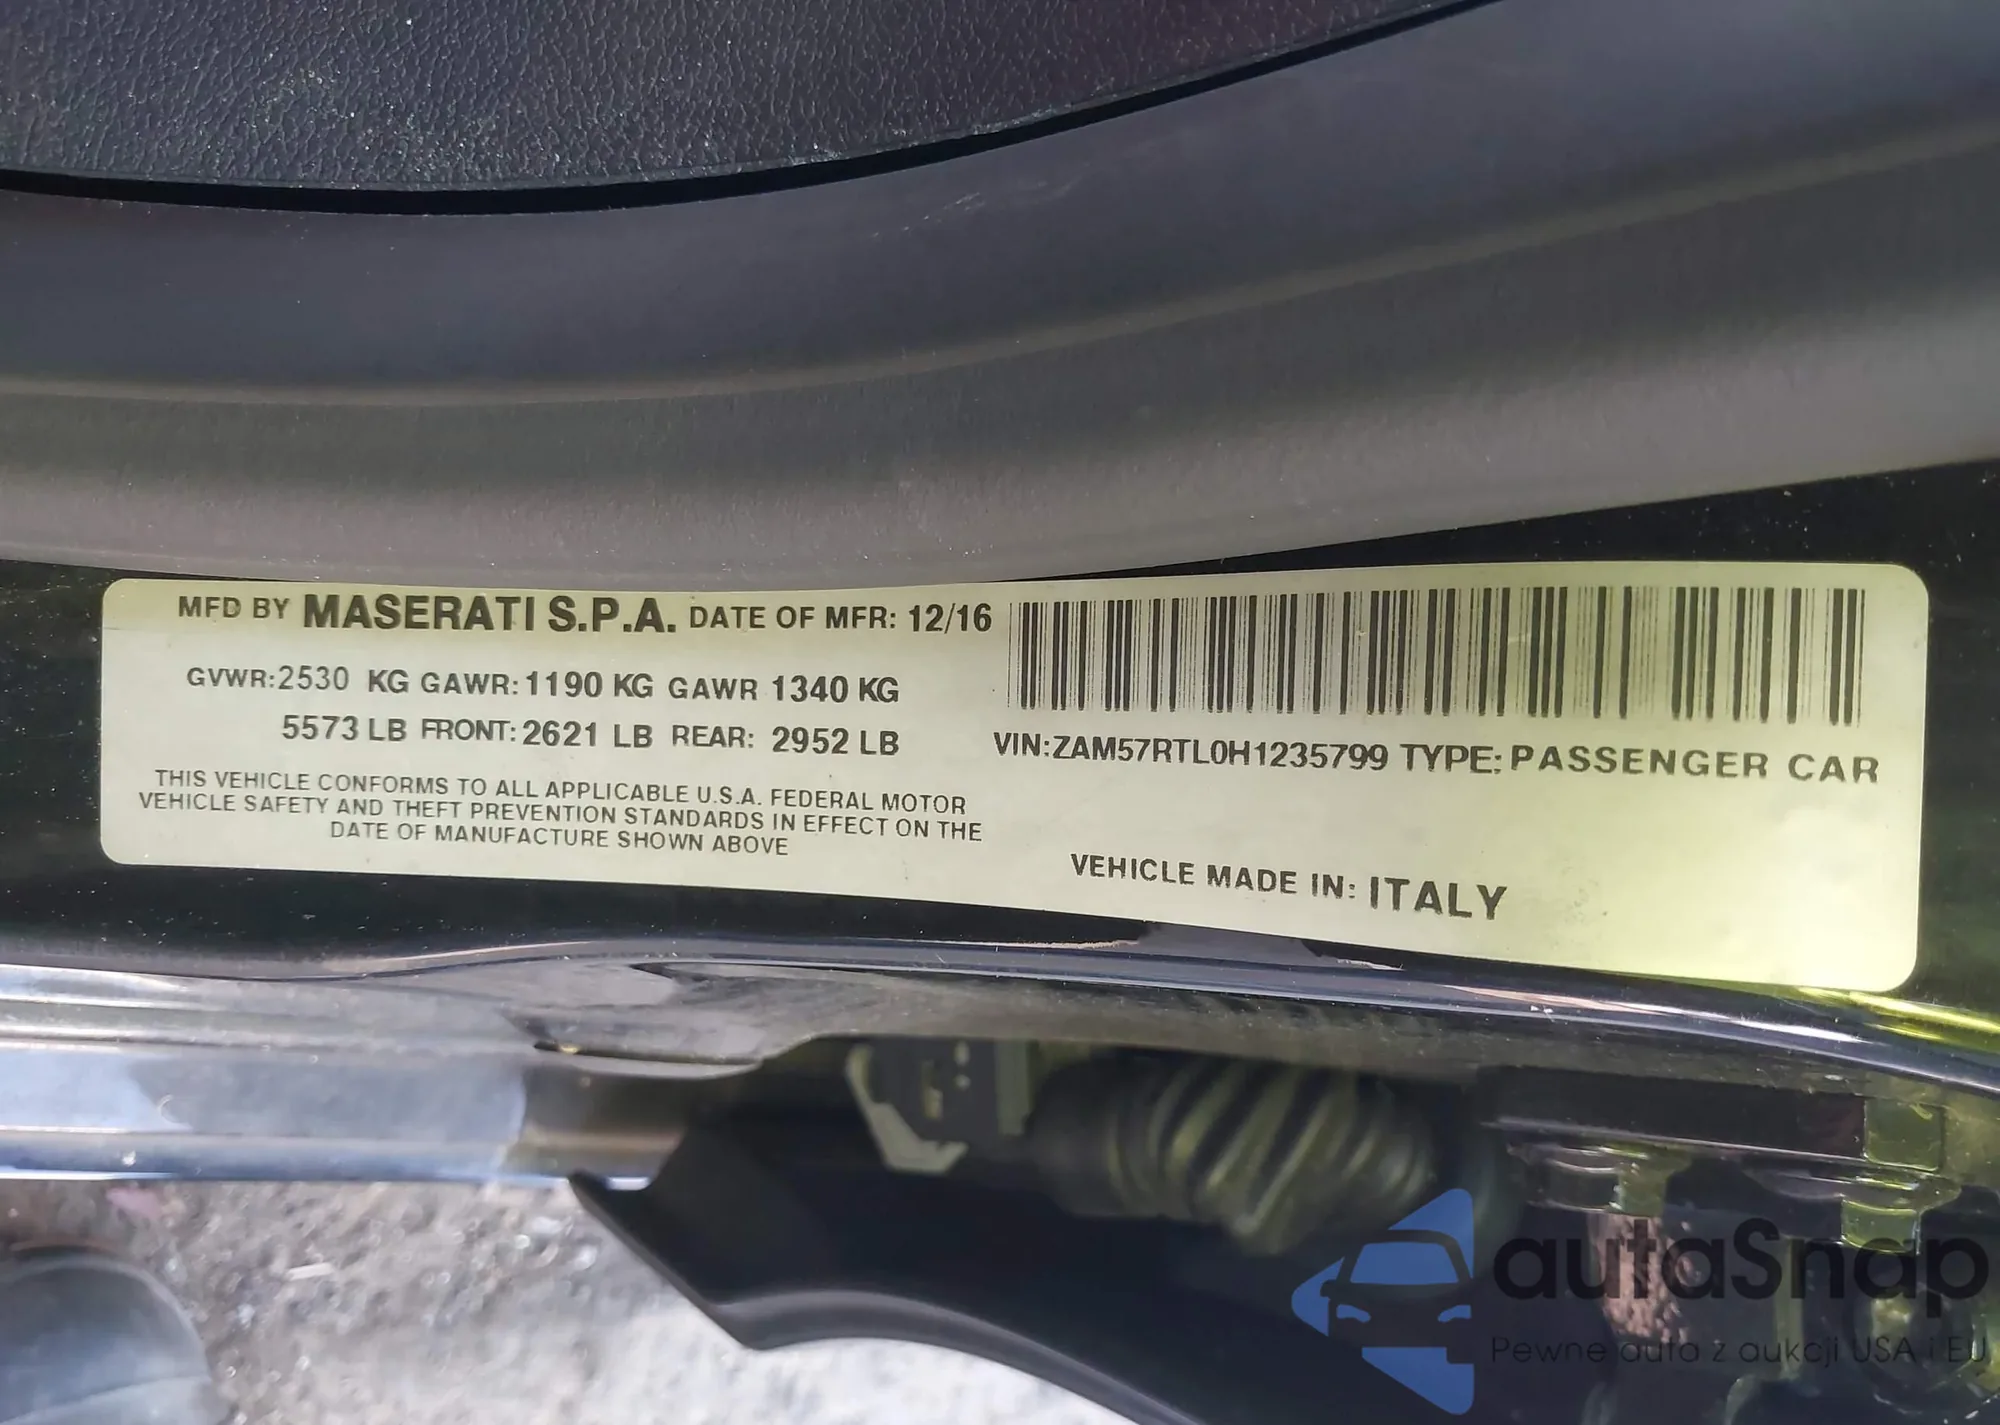 MFD BY MASERATI S.P.A. DATE OF MFR: 12/16
GVWR:2530 KG GAWR:1190 KG GAWR 1340 KG
5573 LB FRONT:2621 LB REAR: 2952 LB
THIS VEHICLE CONFORMS TO ALL APPLICABLE U.S.A. FEDERAL MOTOR
VEHICLE SAFETY AND THEFT PREVENTION STANDARDS IN EFFECT ON THE
DATE OF MANUFACTURE SHOWN ABOVE
VIN:ZAM57RTL0H1235799 TYPE:PASSENGER CAR
VEHICLE MADE IN: ITALY
autaSnap
Pewne auta z aukcji USA i EU